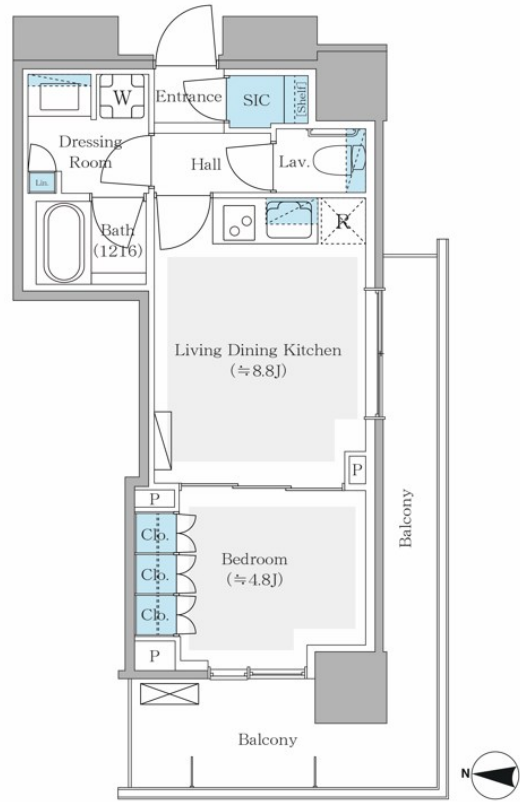 W
Entrance
SIC
Shelf
Dressing
Room
Hall
Lav.
Lin.
Bath
(1216)
R
Living Dining Kitchen
(≒8.8J)
P
P
Clo.
Clo.
Clo.
Bedroom
(≒4.8J)
P
Balcony
Balcony
N